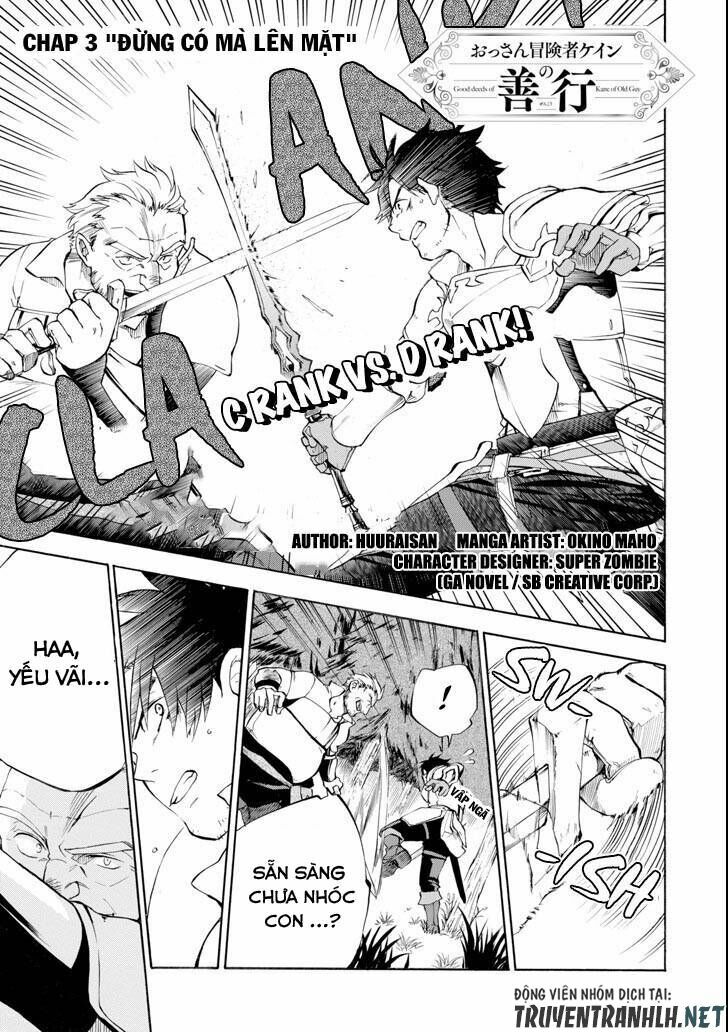 CHAP 3 "ĐỪNG CÓ MÀ LÊN MẶT"
おっさん冒険者ケイン
の
善行
Good deeds of Kane of Old Guy
CLA
ANK
C RANK VS. D RANK!
AUTHOR: HUURAISAN MANGA ARTIST: OKINO MAHO
CHARACTER DESIGNER: SUPER ZOMBIE
(GA NOVEL / SB CREATIVE CORP.)
SW-
-ISH
!
VẤP NGÃ
SẴN SÀNG
CHƯA NHÓC
CON ...?
HAA,
YẾU VÃI...
ĐỘNG VIÊN NHÓM DỊCH TẠI:
TRUYENTRANHLH.NET